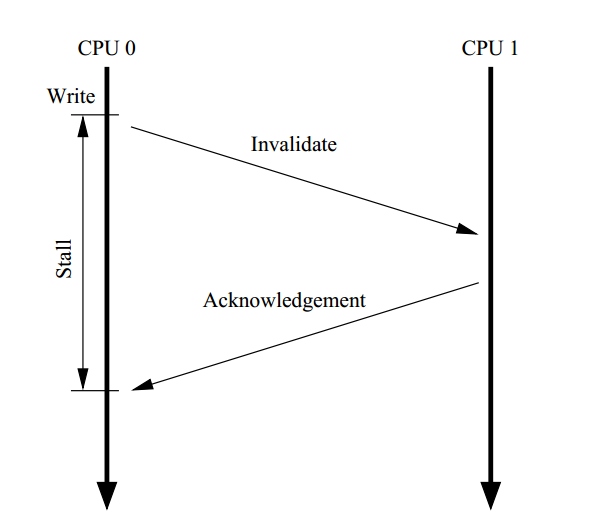 CPU 0
CPU 1
Write
Invalidate
Stall
Acknowledgement